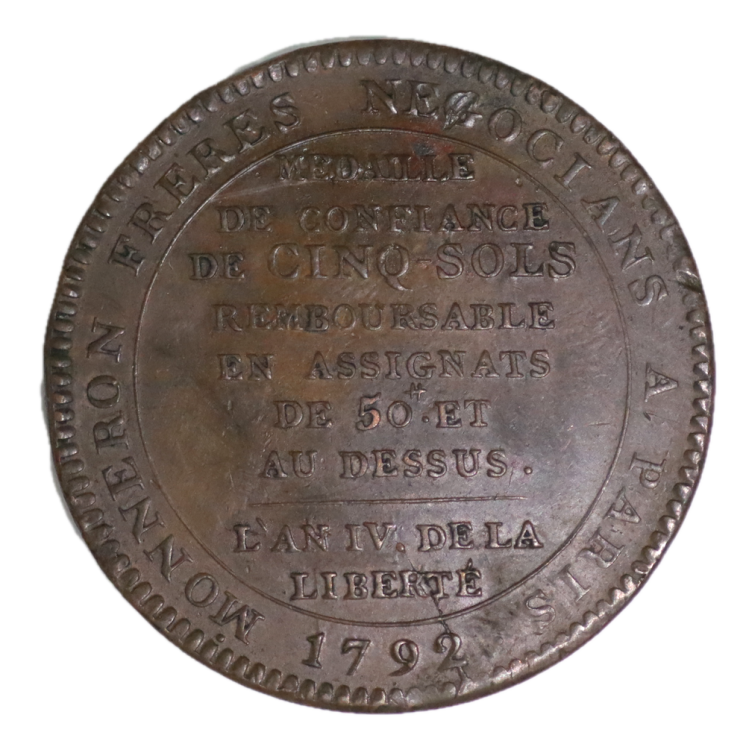 MONNERON FRERES NEGOCIANS A PARIS
1792
MEDAILLE
DE CONFIANCE
DE CINQ-SOLS
REMBOURSABLE
EN ASSIGNATS
DE 50# ET
AU DESSUS.
L'AN IV. DE LA
LIBERTÉ